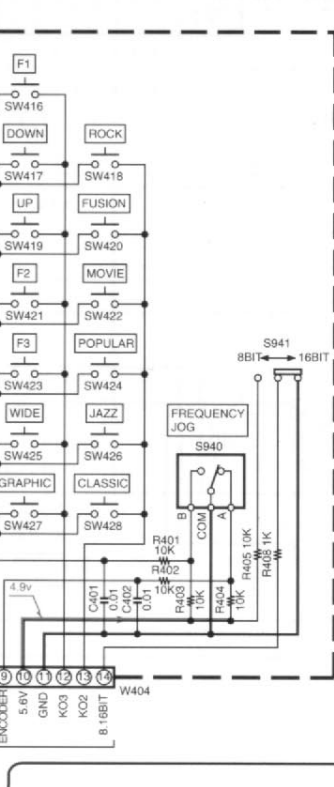 F1
SW416
DOWN
ROCK
SW417
SW418
UP
FUSION
SW419
SW420
F2
MOVIE
SW421
SW422
F3
POPULAR
SW423
SW424
WIDE
JAZZ
SW425
SW426
GRAPHIC
CLASSIC
SW427
SW428
S941
8BIT
16BIT
FREQUENCY
JOG
S940
B
COM
A
R401
10K
R402
10K
R405 10K
R408 1K
C401
0.01
C402
0.01
R403
10K
R404
10K
4.9v
9
10
11
12
13
14
W404
ENCODER
5.6V
GND
KO3
KO2
8.16BIT